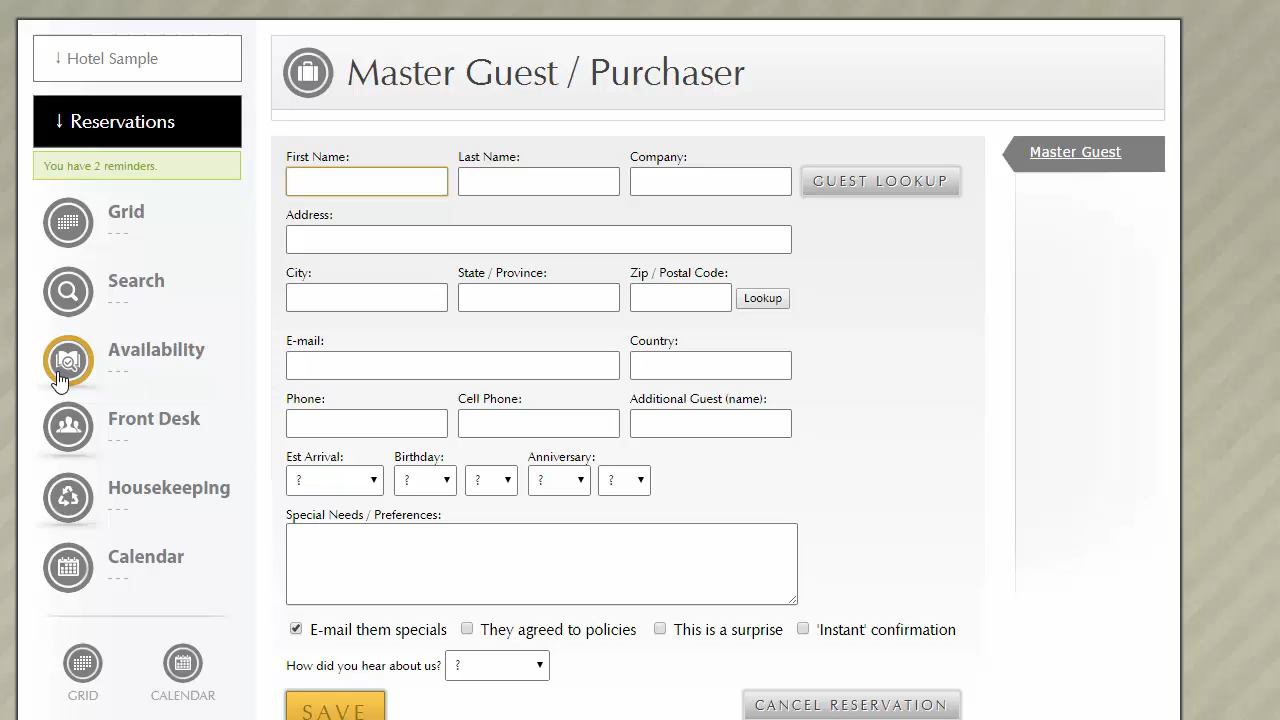 ↓ Hotel Sample
Master Guest / Purchaser
↓ Reservations
You have 2 reminders.
Grid
- - -
Search
- - -
Availability
- - -
Front Desk
- - -
Housekeeping
- - -
Calendar
- - -
GRID CALENDAR
First Name: Last Name: Company:
GUEST LOOKUP
Address:
City: State / Province: Zip / Postal Code:
Lookup
E-mail: Country:
Phone: Cell Phone: Additional Guest (name):
Est Arrival: Birthday: Anniversary:
? ? ? ? ?
Special Needs / Preferences:
E-mail them specials They agreed to policies This is a surprise 'Instant' confirmation
How did you hear about us? ?
SAVE CANCEL RESERVATION
Master Guest